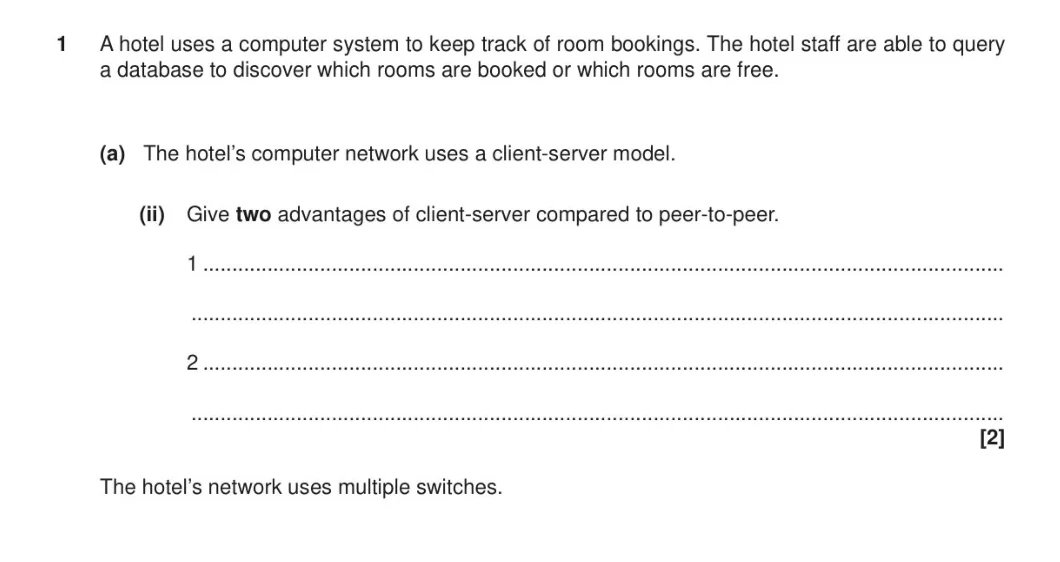 1 A hotel uses a computer system to keep track of room bookings. The hotel staff are able to query
a database to discover which rooms are booked or which rooms are free.
(a) The hotel's computer network uses a client-server model.
(ii) Give two advantages of client-server compared to peer-to-peer.
1 ..........................................................................................................................................
..........................................................................................................................................
2 ..........................................................................................................................................
..........................................................................................................................................
[2]
The hotel's network uses multiple switches.